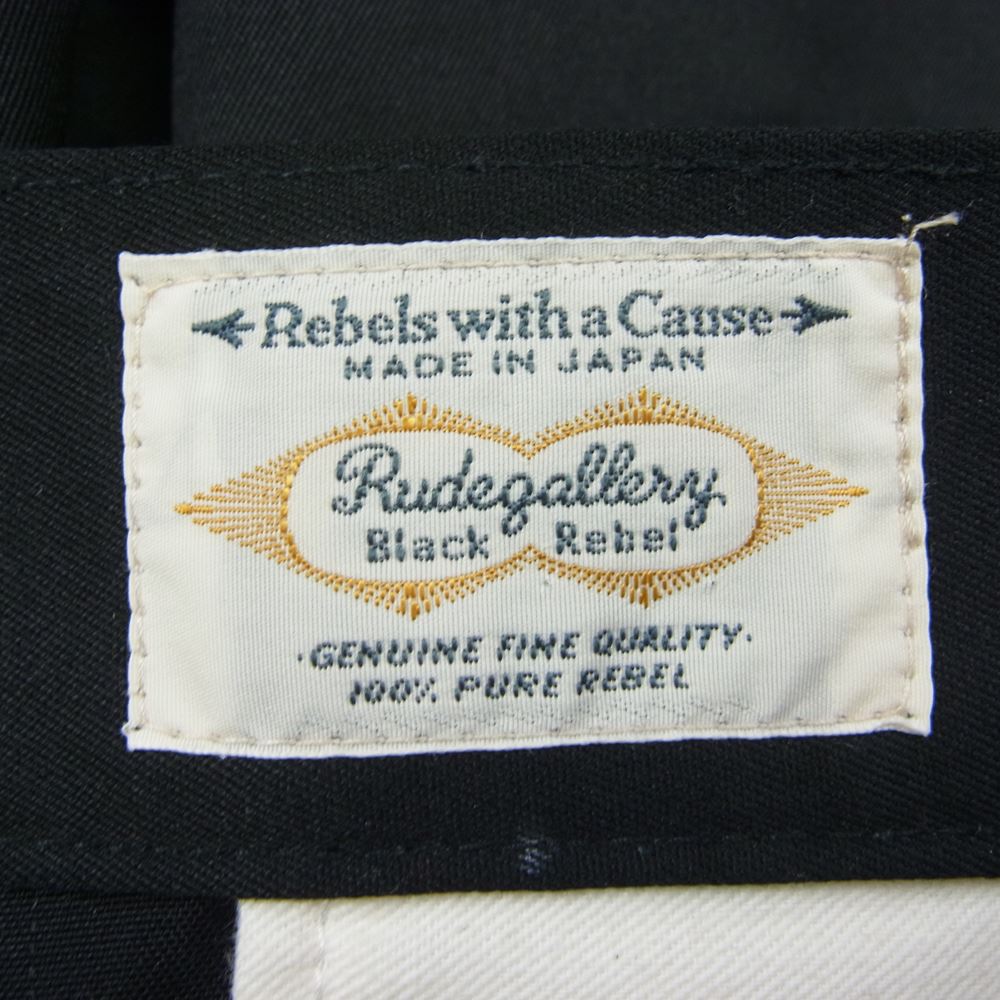 Rebels with a Cause
MADE IN JAPAN
Rudegallery
Black Rebel
·GENUINE FINE QUALITY·
100% PURE REBEL